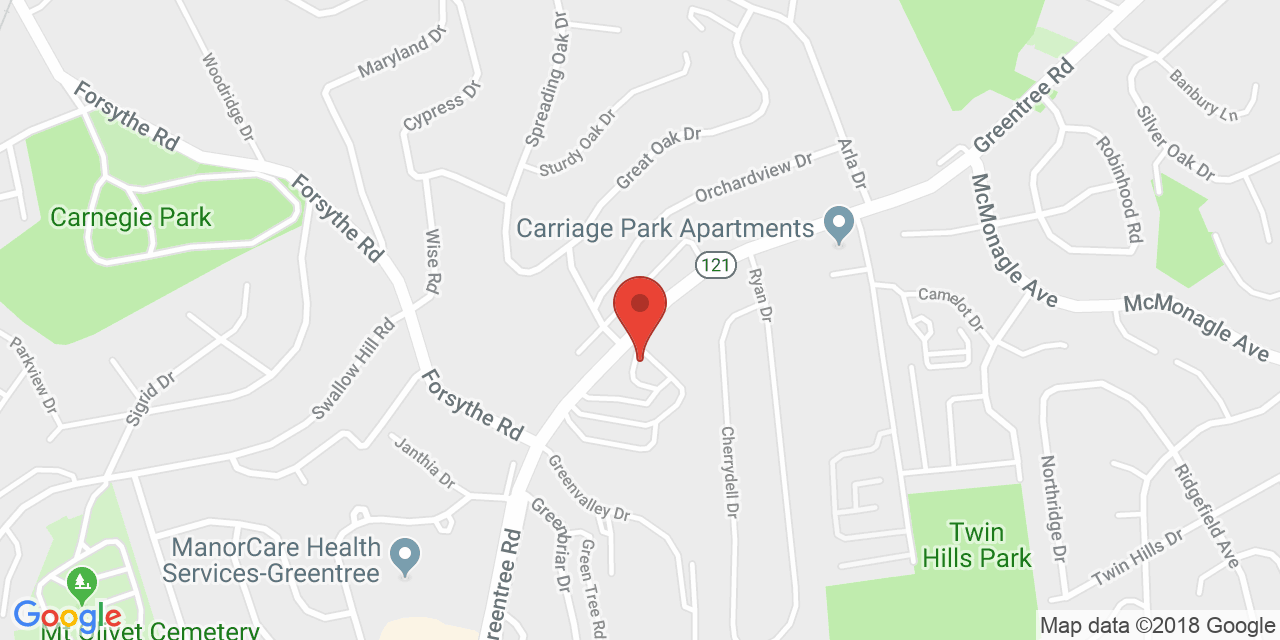 Maryland Dr
Spreading Oak Dr
Woodridge Dr
Forsythe Rd
Cypress Dr
Greentree Rd
Banbury Ln
Sturdy Oak Dr
Great Oak Dr
Silver Oak Dr
Arla Dr
Orchardview Dr
Robinhood Rd
Forsythe Rd
Carnegie Park
Carriage Park Apartments
McMonagle Ave
Wise Rd
121
Ryan Dr
Camelot Dr
McMonagle Ave
Parkview Dr
Sigrid Dr
Swallow Hill Rd
Forsythe Rd
Janthia Dr
Cherrydell Dr
Greenvalley Dr
Northridge Dr
Ridgefield Ave
Greenbriar Dr
Twin
Hills Park
ManorCare Health
Services-Greentree
Green Tree Rd
Twin Hills Dr
reentree Rd
Google
Mt Olivet Cemetery
Map data ©2018 Google